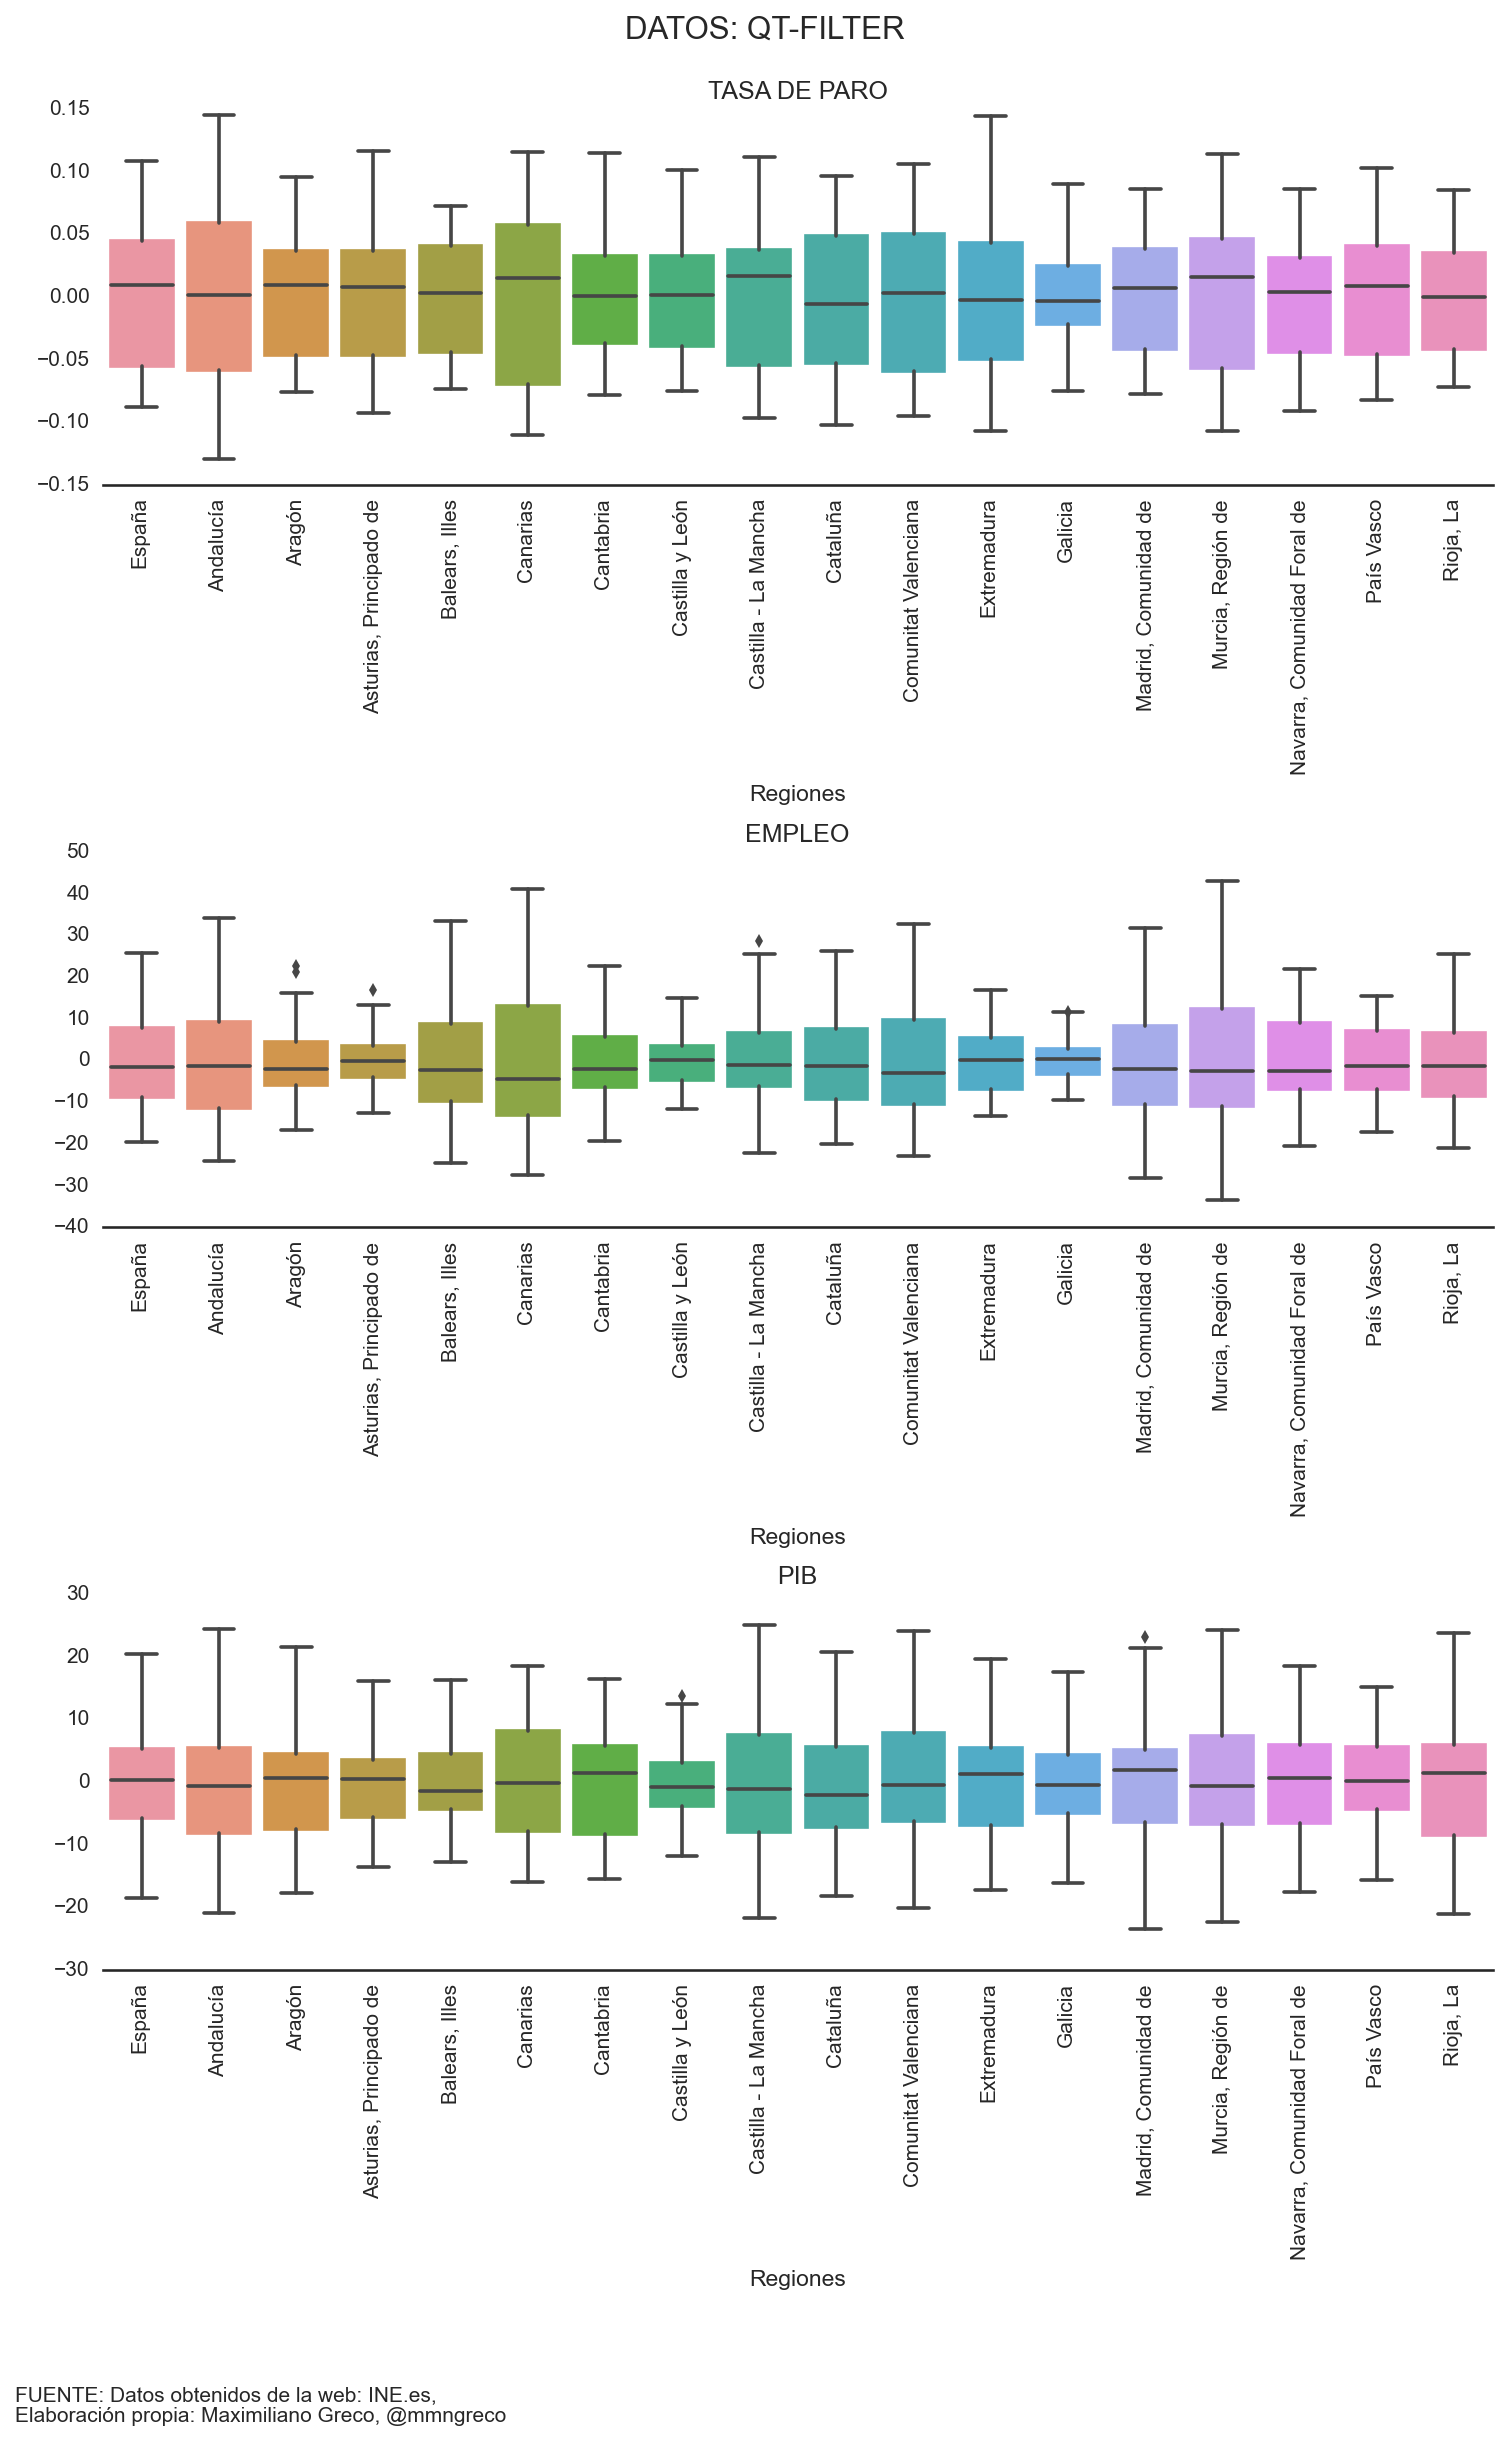 DATOS: QT-FILTER
TASA DE PARO
0.15
0.10
0.05
0.00
−0.05
−0.10
−0.15
España
Andalucía
Aragón
Asturias, Principado de
Balears, Illes
Canarias
Cantabria
Castilla y León
Castilla - La Mancha
Cataluña
Comunitat Valenciana
Extremadura
Galicia
Madrid, Comunidad de
Murcia, Región de
Navarra, Comunidad Foral de
País Vasco
Rioja, La
Regiones
EMPLEO
50
40
30
20
10
0
−10
−20
−30
−40
España
Andalucía
Aragón
Asturias, Principado de
Balears, Illes
Canarias
Cantabria
Castilla y León
Castilla - La Mancha
Cataluña
Comunitat Valenciana
Extremadura
Galicia
Madrid, Comunidad de
Murcia, Región de
Navarra, Comunidad Foral de
País Vasco
Rioja, La
Regiones
PIB
30
20
10
0
−10
−20
−30
España
Andalucía
Aragón
Asturias, Principado de
Balears, Illes
Canarias
Cantabria
Castilla y León
Castilla - La Mancha
Cataluña
Comunitat Valenciana
Extremadura
Galicia
Madrid, Comunidad de
Murcia, Región de
Navarra, Comunidad Foral de
País Vasco
Rioja, La
Regiones
FUENTE: Datos obtenidos de la web: INE.es,
Elaboración propia: Maximiliano Greco, @mmngreco